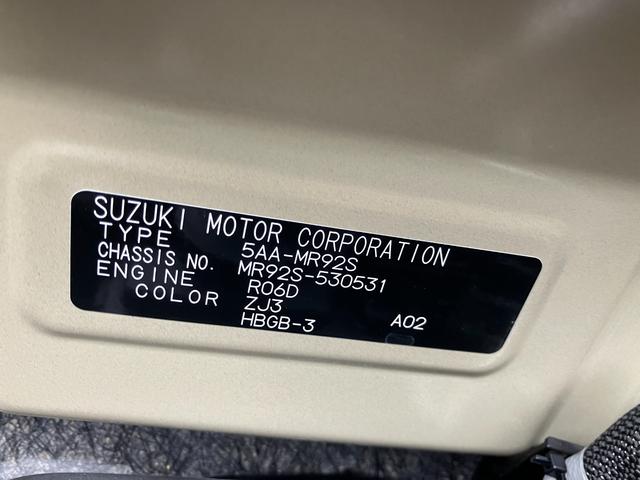 SUZUKI MOTOR CORPORATION
TYPE 5AA-MR92S
CHASSIS NO. MR92S-530531
ENGINE R06D
COLOR ZJ3
HBGB-3 A02